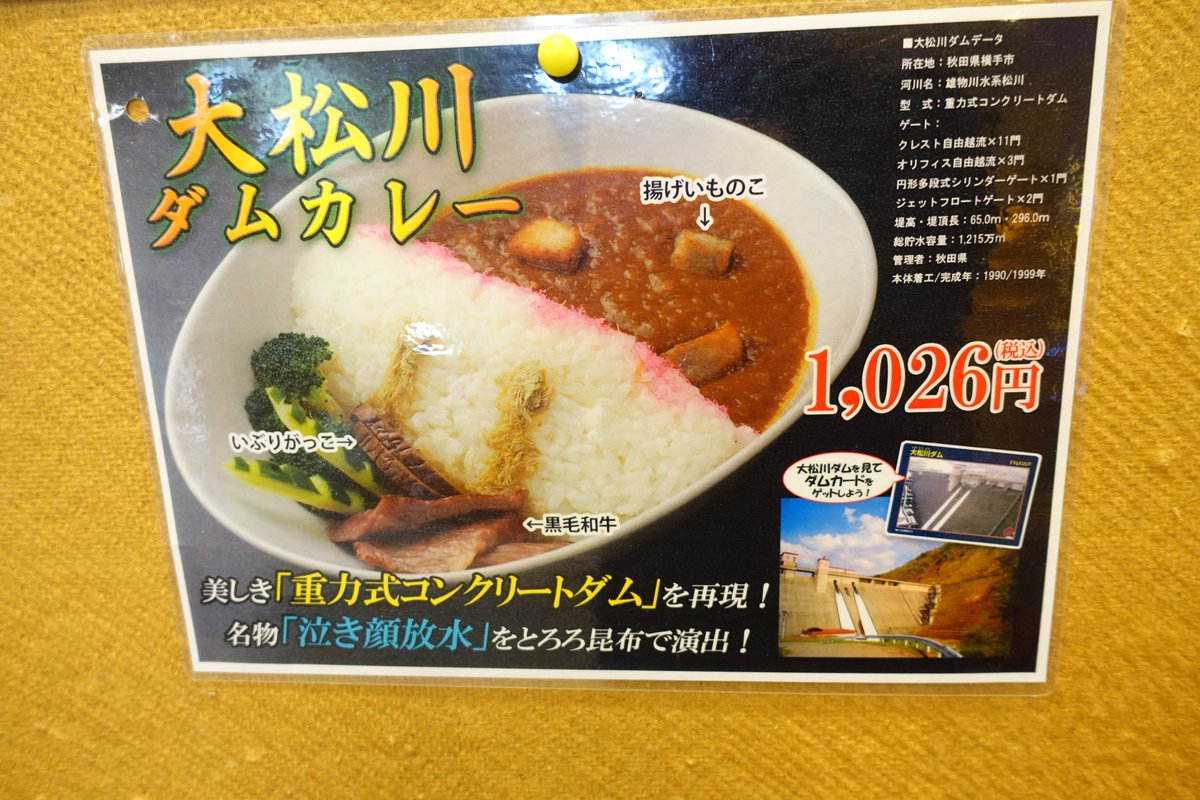 大松川
ダムカレー
揚げいものこ
↓
いぶりがっこ→
←黒毛和牛
美しき「重力式コンクリートダム」を再現！
名物「泣き顔放水」をとろろ昆布で演出！
■大松川ダムデータ
所在地：秋田県横手市
河川名：雄物川水系松川
型　式：重力式コンクリートダム
ゲート：
クレスト自由越流×11門
オリフィス自由越流×3門
円形多段式シリンダーゲート×1門
ジェットフロートゲート×2門
堤高・堤頂長：65.0m・296.0m
総貯水容量：1,215万㎥
管理者：秋田県
本体着工/完成年：1990/1999年
1,026円(税込)
大松川ダムを見て
ダムカードを
ゲットしよう！
大松川ダム
FNAWP